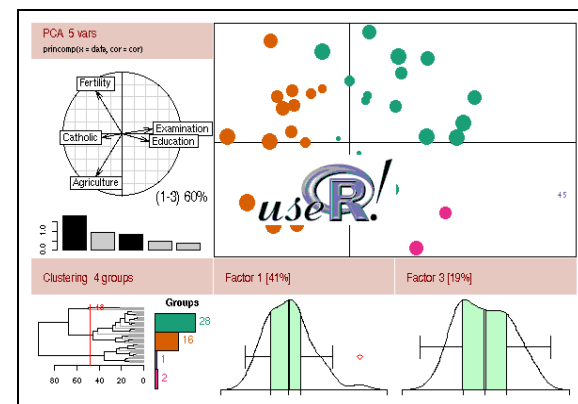 PCA 5 vars
princomp(x = dafa, cor = cor)
Fertility
Catholic
Examination
Education
Agriculture
(1-3) 60%
1.0
0.0
useR!
45
Clustering 4 groups
Factor 1 [41%]
Factor 3 [19%]
Groups
28
16
1
2
80 60 40 20 0